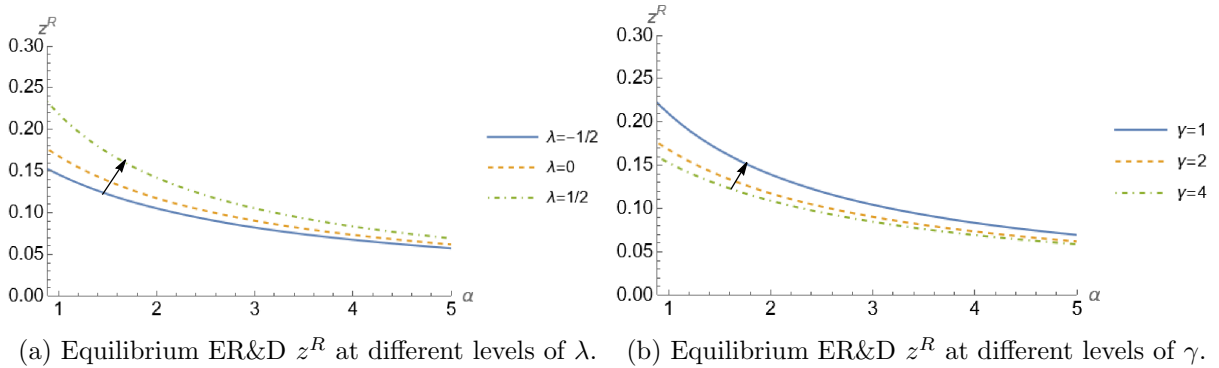 z^R
0.30
0.25
0.20
0.15
0.10
0.05
0.00
1 2 3 4 5 α
λ=-1/2
λ=0
λ=1/2
z^R
0.30
0.25
0.20
0.15
0.10
0.05
0.00
1 2 3 4 5 α
γ=1
γ=2
γ=4
(a) Equilibrium ER&D z^R at different levels of λ.
(b) Equilibrium ER&D z^R at different levels of γ.